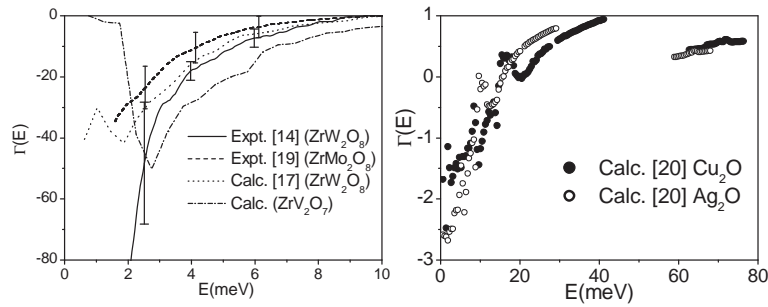 0
-20
-40
-60
-80
Γ(E)
0 2 4 6 8 10
E(meV)
Expt. [14] (ZrW₂O₈)
Expt. [19] (ZrMo₂O₈)
Calc. [17] (ZrW₂O₈)
Calc. (ZrV₂O₇)
1
0
-1
-2
-3
Γ(E)
0 20 40 60 80
E(meV)
Calc. [20] Cu₂O
Calc. [20] Ag₂O